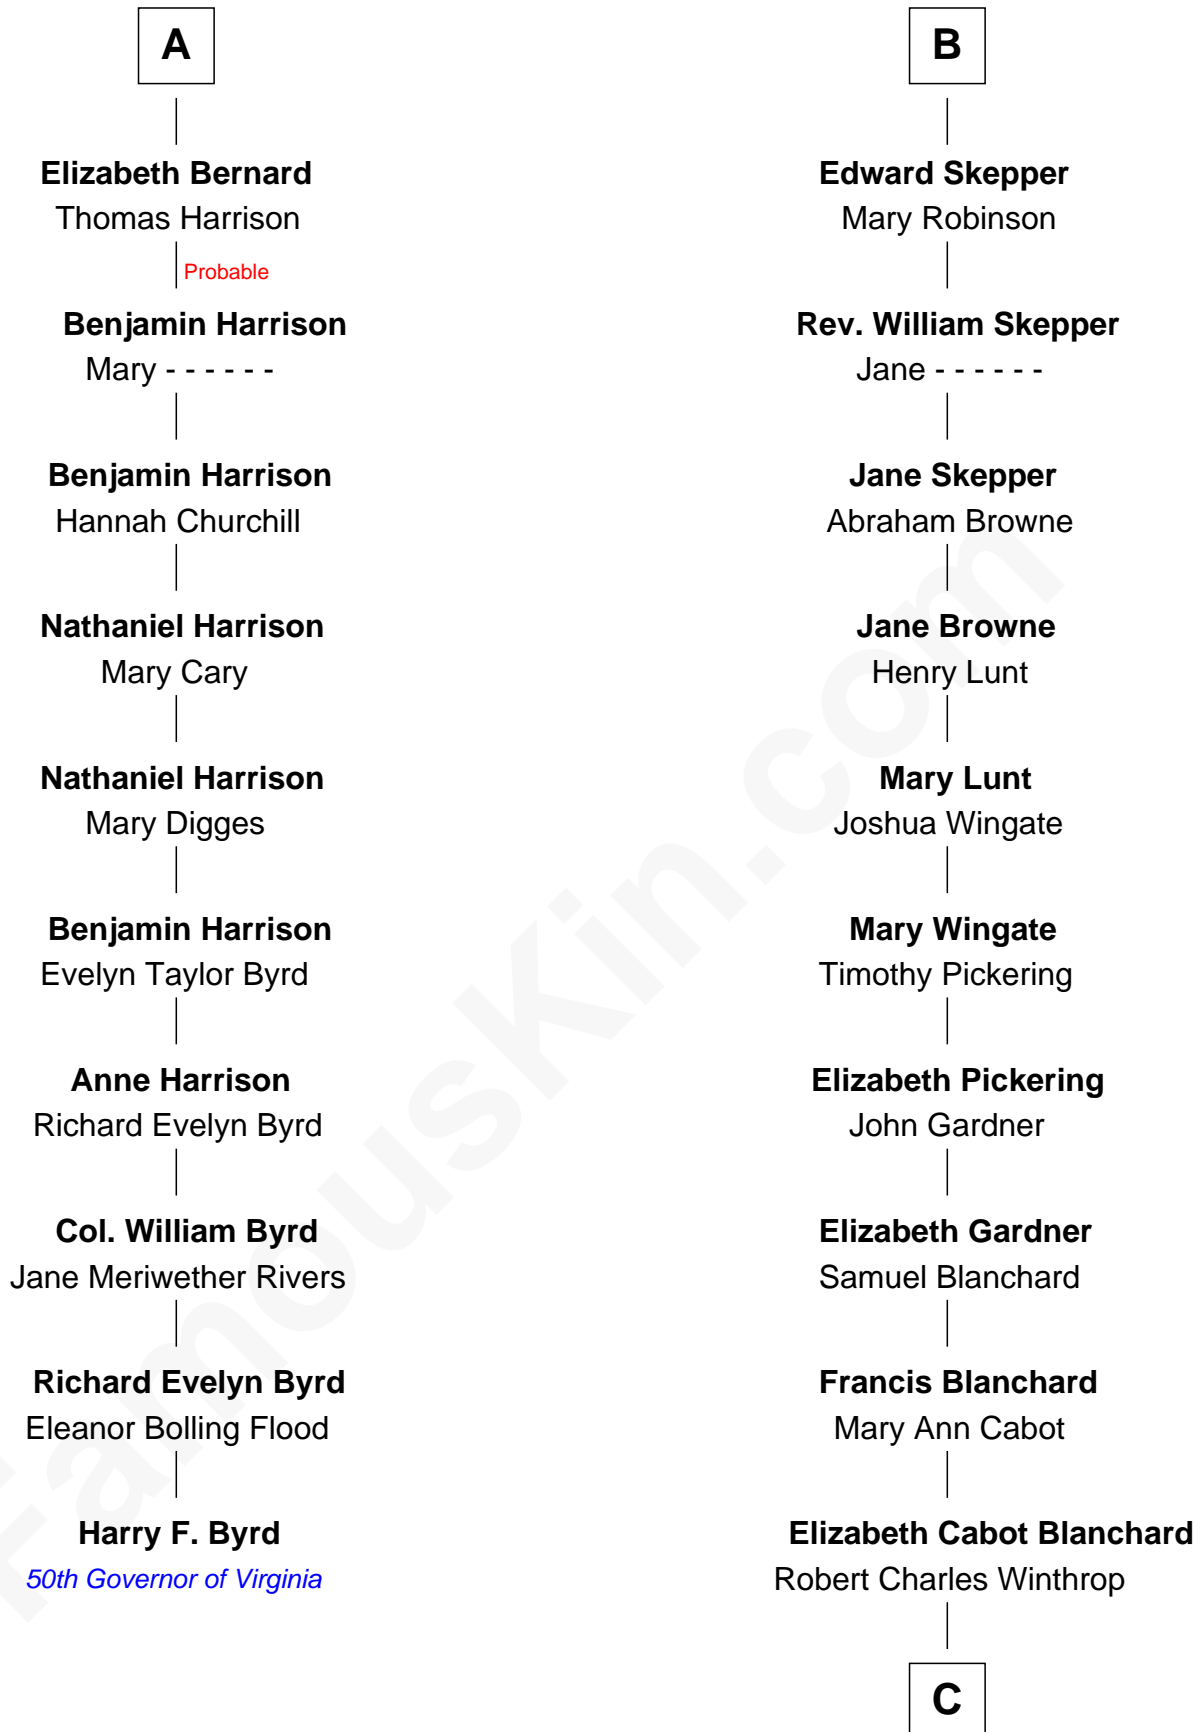 A
Elizabeth Bernard
Thomas Harrison
Probable
Benjamin Harrison
Mary - - - - - -
Benjamin Harrison
Hannah Churchill
Nathaniel Harrison
Mary Cary
Nathaniel Harrison
Mary Digges
Benjamin Harrison
Evelyn Taylor Byrd
Anne Harrison
Richard Evelyn Byrd
Col. William Byrd
Jane Meriwether Rivers
Richard Evelyn Byrd
Eleanor Bolling Flood
Harry F. Byrd
50th Governor of Virginia
B
Edward Skepper
Mary Robinson
Rev. William Skepper
Jane - - - - - -
Jane Skepper
Abraham Browne
Jane Browne
Henry Lunt
Mary Lunt
Joshua Wingate
Mary Wingate
Timothy Pickering
Elizabeth Pickering
John Gardner
Elizabeth Gardner
Samuel Blanchard
Francis Blanchard
Mary Ann Cabot
Elizabeth Cabot Blanchard
Robert Charles Winthrop
C
FamousKin.com